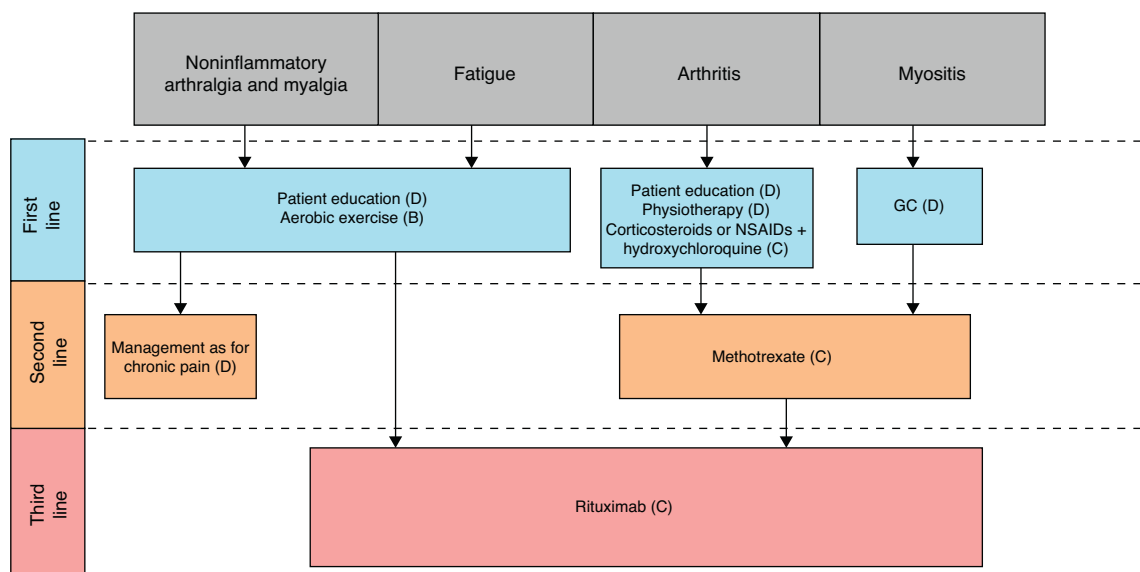 Noninflammatory
arthralgia and myalgia
Fatigue
Arthritis
Myositis
First
line
Patient education (D)
Aerobic exercise (B)
Patient education (D)
Physiotherapy (D)
Corticosteroids or NSAIDs +
hydroxychloroquine (C)
GC (D)
Second
line
Management as for
chronic pain (D)
Methotrexate (C)
Third
line
Rituximab (C)